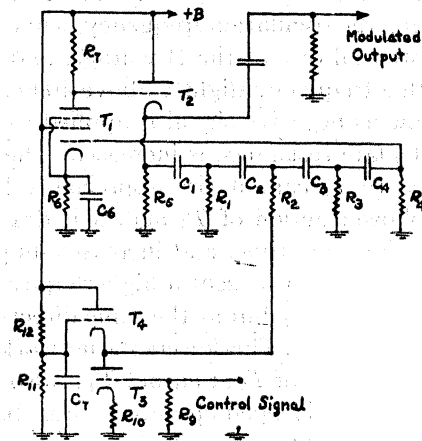 +B
Modulated
Output
R7
T2
T1
C1
C2
C3
C4
R6
C6
R5
R1
R2
R3
R4
T4
R12
R11
C7
T3
Control Signal
R10
R9